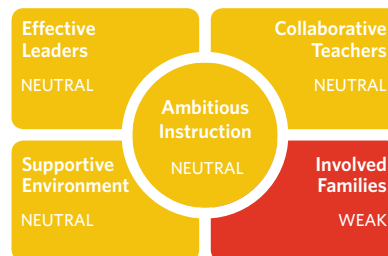 Effective
Leaders
NEUTRAL
Collaborative
Teachers
NEUTRAL
Ambitious
Instruction
NEUTRAL
Supportive
Environment
NEUTRAL
Involved
Families
WEAK